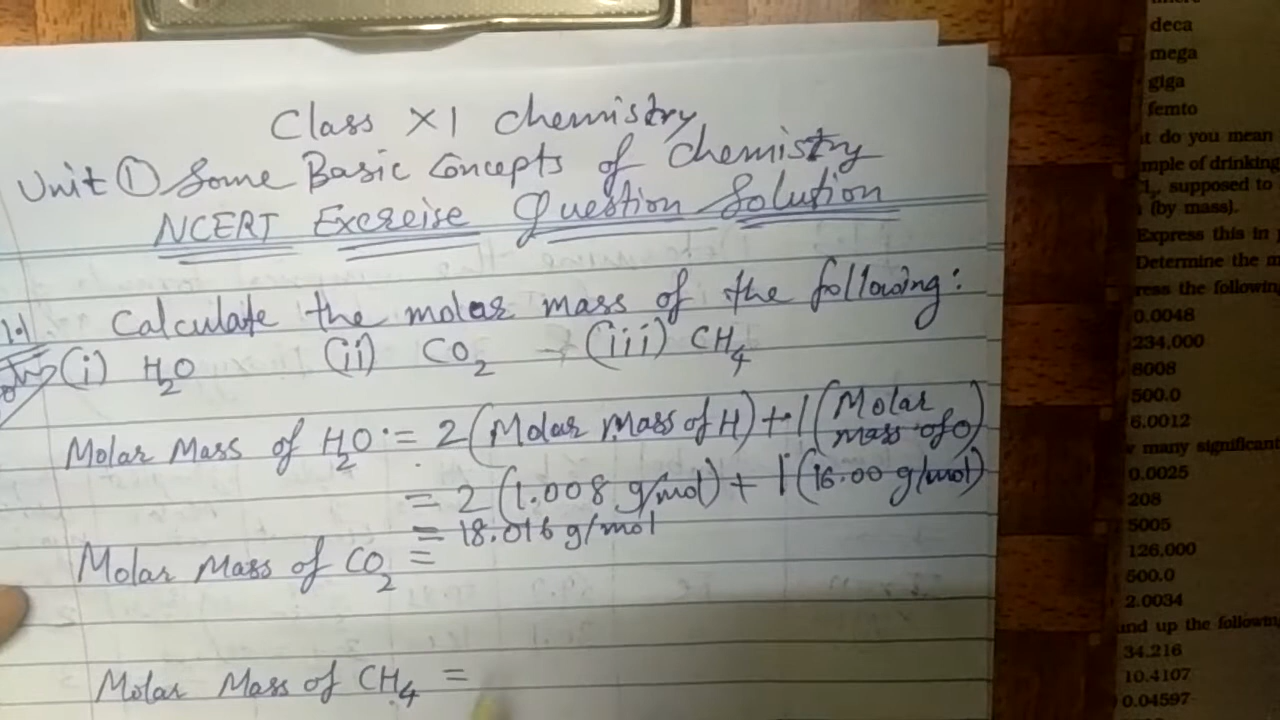 Class XI Chemistry
Unit ① Some Basic Concepts of Chemistry
NCERT Excreise Question Solution
1.1 Calculate the molar mass of the following:
(i) H₂O (ii) CO₂ (iii) CH₄
Molar Mass of H₂O = 2 (Molar Mass of H) + 1 (Molar mass of O)
= 2 (1.008 g/mol) + 1 (16.00 g/mol)
= 18.016 g/mol
Molar Mass of CO₂ =
Molar Mass of CH₄ =
deca
mega
giga
femto
t do you mean
mple of drinking
supposed to
(by mass).
Express this in
Determine the m
ress the followin
0.0048
234,000
8008
500.0
6.0012
many significant
0.0025
208
5005
126,000
500.0
2.0034
und up the followin
34.216
10.4107
0.04597